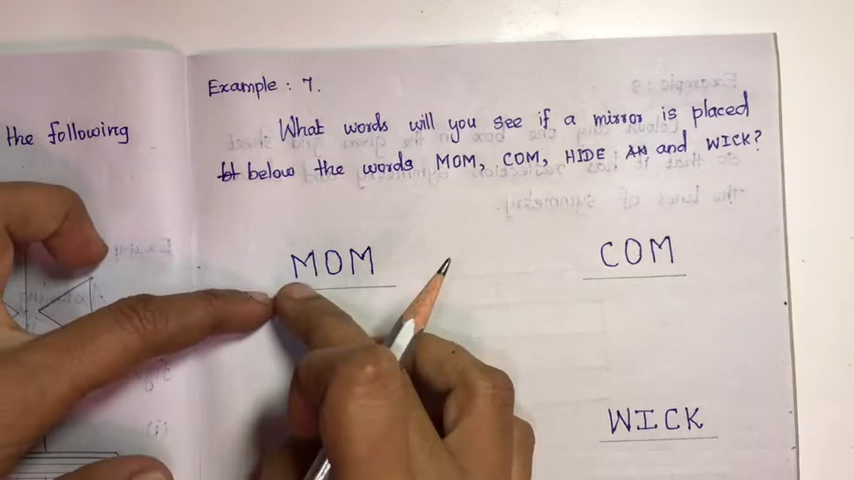 the following
Example : 7.
What words will you see if a mirror is placed
below the words MOM, COM, HIDE and WICK?
MOM
COM
WICK